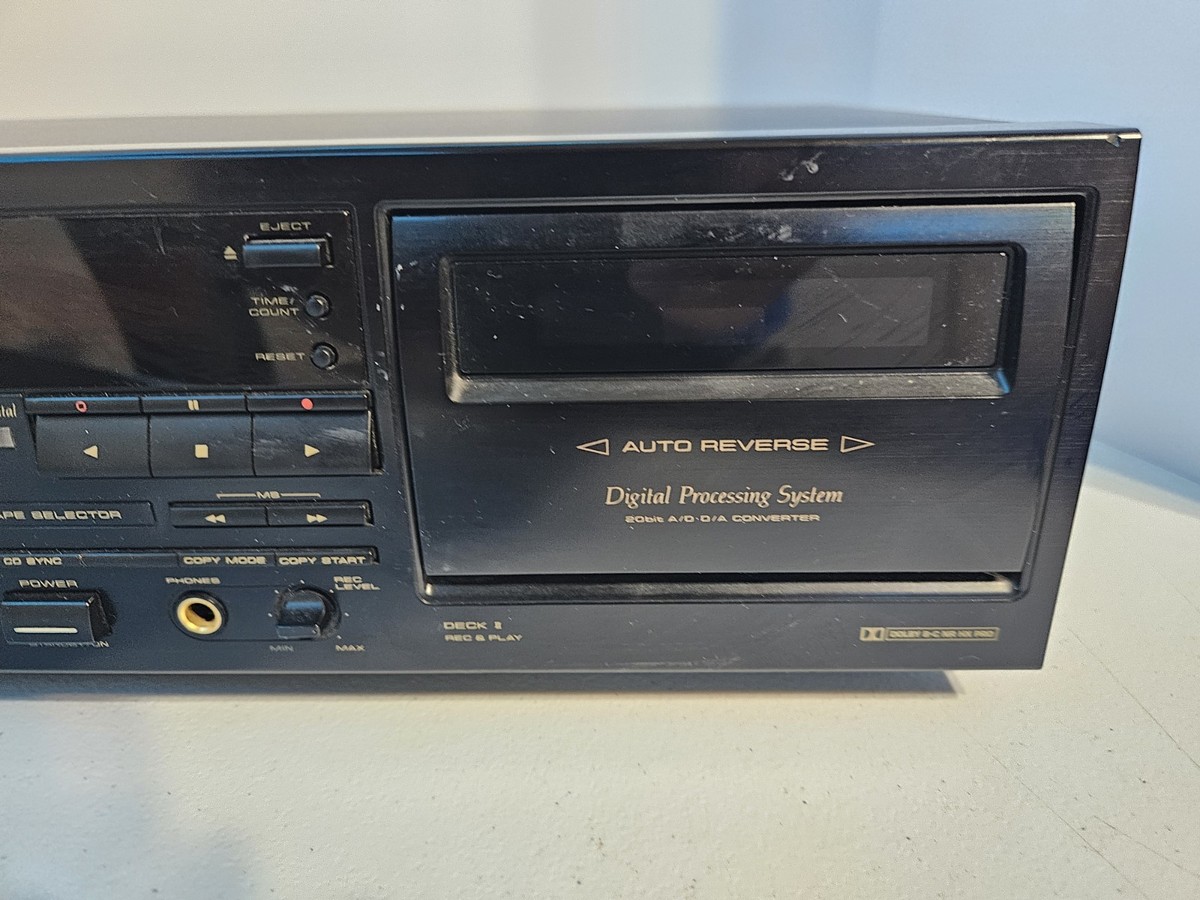 EJECT
TIME/
COUNT
RESET
MS
TAPE SELECTOR
CD SYNC
COPY MODE
COPY START
POWER
PHONES
REC
LEVEL
MIN
MAX
AUTO REVERSE
Digital Processing System
20bit A/D·D/A CONVERTER
DECK II
REC & PLAY
DOLBY B-C NR HX PRO